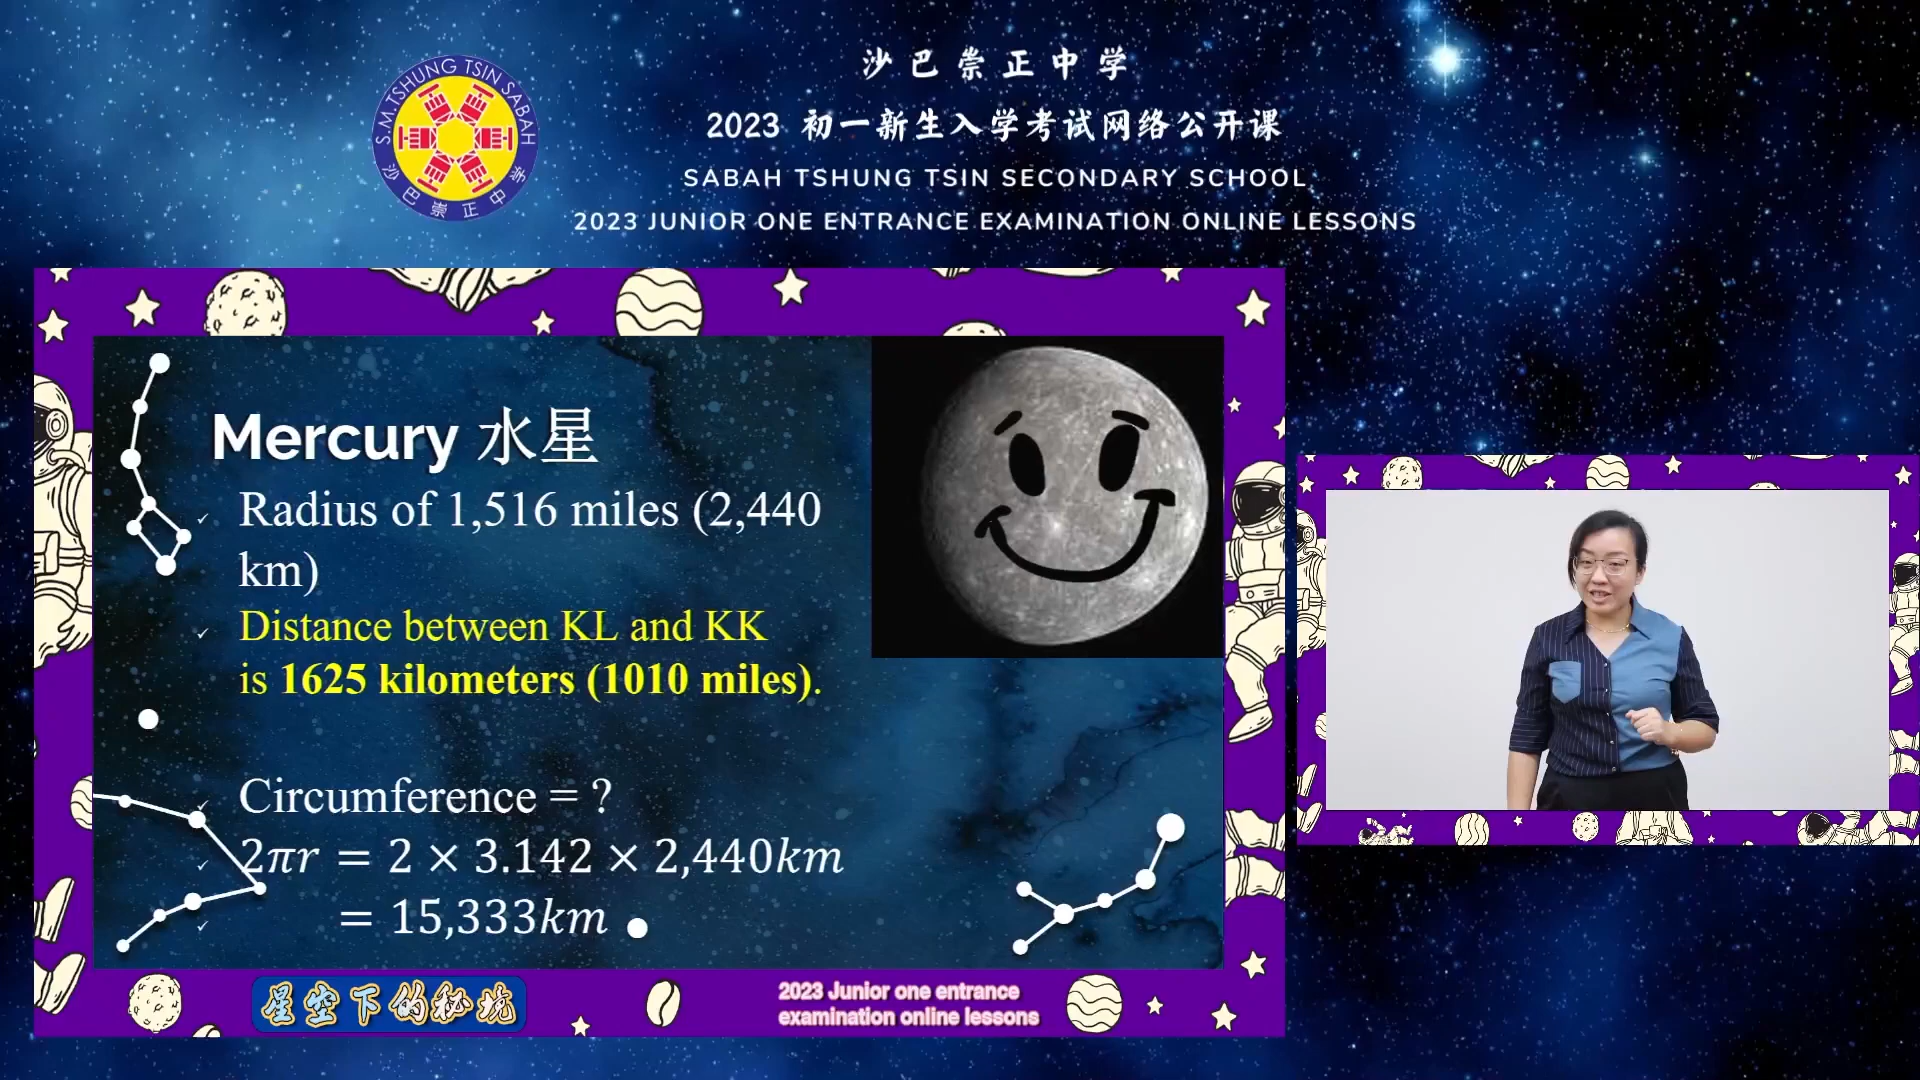 沙巴崇正中学
2023 初一新生入学考试网络公开课
SABAH TSHUNG TSIN SECONDARY SCHOOL
2023 JUNIOR ONE ENTRANCE EXAMINATION ONLINE LESSONS
S.M.TSHUNG TSIN SABAH
沙巴崇正中学
Mercury 水星
Radius of 1,516 miles (2,440
km)
Distance between KL and KK
is 1625 kilometers (1010 miles).
Circumference = ?
2πr = 2 × 3.142 × 2,440km
= 15,333km
星空下的秘境
2023 Junior one entrance
examination online lessons